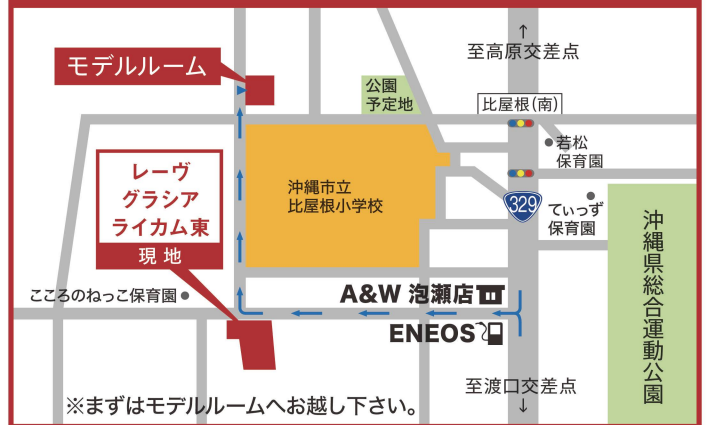 ↑
至高原交差点
モデルルーム
公園
予定地
比屋根(南)
若松
保育園
レーヴ
グラシア
ライカム東
現地
沖縄市立
比屋根小学校
329
てぃっず
保育園
沖縄県総合運動公園
こころのねっこ保育園
A&W 泡瀬店
ENEOS
至渡口交差点
↓
※まずはモデルルームへお越し下さい。